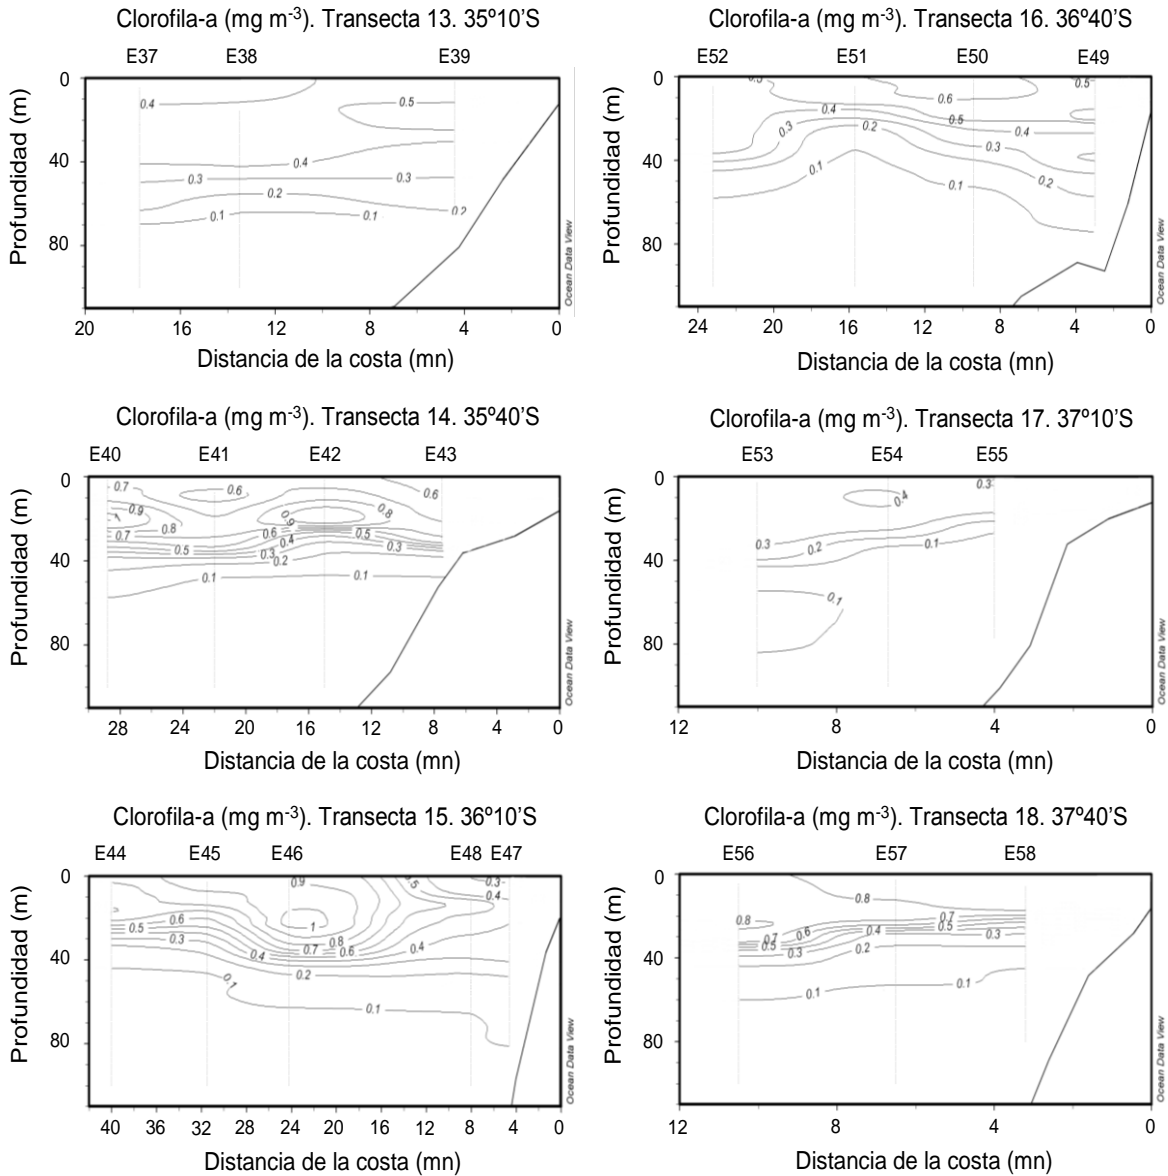 Clorofila-a (mg m-3). Transecta 13. 35º10'S
E37 E38 E39
Profundidad (m)
0
40
80
0.4
0.5
0.4
0.3 0.3
0.2
0.2
0.1 0.1
Ocean Data View
20 16 12 8 4 0
Distancia de la costa (mn)
Clorofila-a (mg m-3). Transecta 16. 36º40'S
E52 E51 E50 E49
Profundidad (m)
0
40
80
0.5
0.6
0.4
0.5
0.3 0.2 0.4
0.3
0.1
0.1 0.2
Ocean Data View
24 20 16 12 8 4 0
Distancia de la costa (mn)
Clorofila-a (mg m-3). Transecta 14. 35º40'S
E40 E41 E42 E43
Profundidad (m)
0
40
80
0.7 0.6 0.6
0.9 0.9 0.8
1
0.7 0.8 0.6 0.5
0.5 0.4 0.3
0.3
0.2
0.1 0.1
Ocean Data View
28 24 20 16 12 8 4 0
Distancia de la costa (mn)
Clorofila-a (mg m-3). Transecta 17. 37º10'S
E53 E54 E55
Profundidad (m)
0
40
80
0.3
0.4
0.3 0.2 0.1
0.1
Ocean Data View
12 8 4 0
Distancia de la costa (mn)
Clorofila-a (mg m-3). Transecta 15. 36º10'S
E44 E45 E46 E48 E47
Profundidad (m)
0
40
80
0.9 0.5 0.3
0.4
0.6 1
0.5
0.3 0.8
0.4 0.7 0.6 0.4
0.2
0.1
0.1
Ocean Data View
40 36 32 28 24 20 16 12 8 4 0
Distancia de la costa (mn)
Clorofila-a (mg m-3). Transecta 18. 37º40'S
E56 E57 E58
Profundidad (m)
0
40
80
0.8
0.8 0.7
0.7 0.6 0.4 0.5
0.5 0.3
0.3 0.2
0.1 0.1
Ocean Data View
12 8 4 0
Distancia de la costa (mn)